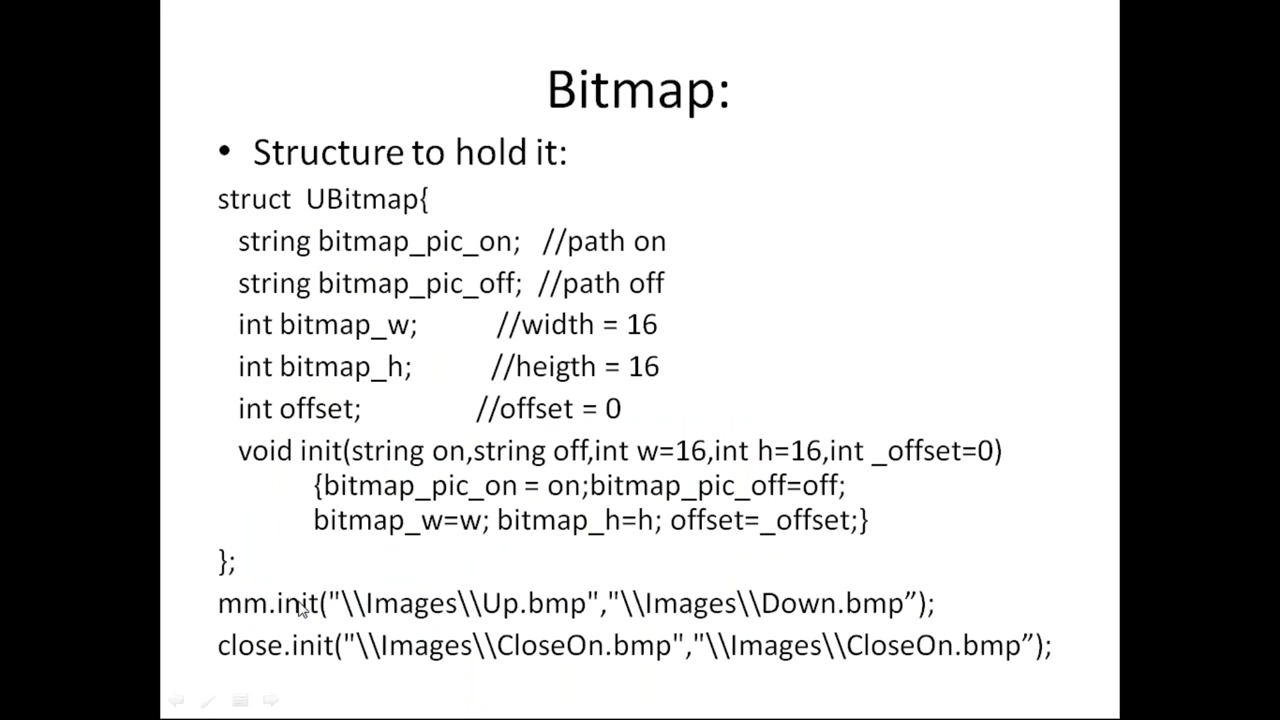 Bitmap:
• Structure to hold it:
struct UBitmap{
string bitmap_pic_on; //path on
string bitmap_pic_off; //path off
int bitmap_w; //width = 16
int bitmap_h; //heigth = 16
int offset; //offset = 0
void init(string on,string off,int w=16,int h=16,int _offset=0)
{bitmap_pic_on = on;bitmap_pic_off=off;
bitmap_w=w; bitmap_h=h; offset=_offset;}
};
mm.init("\\Images\\Up.bmp","\\Images\\Down.bmp”);
close.init("\\Images\\CloseOn.bmp","\\Images\\CloseOn.bmp”);